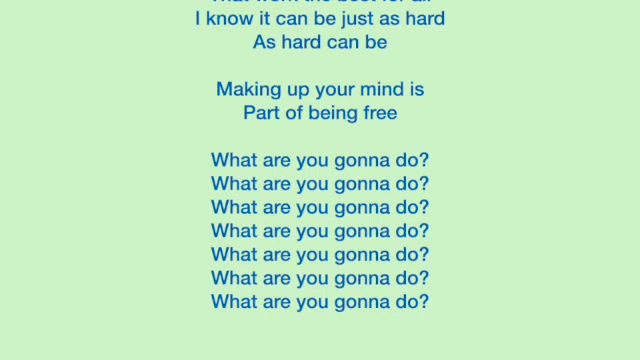 I know it can be just as hard
As hard can be
Making up your mind is
Part of being free
What are you gonna do?
What are you gonna do?
What are you gonna do?
What are you gonna do?
What are you gonna do?
What are you gonna do?
What are you gonna do?